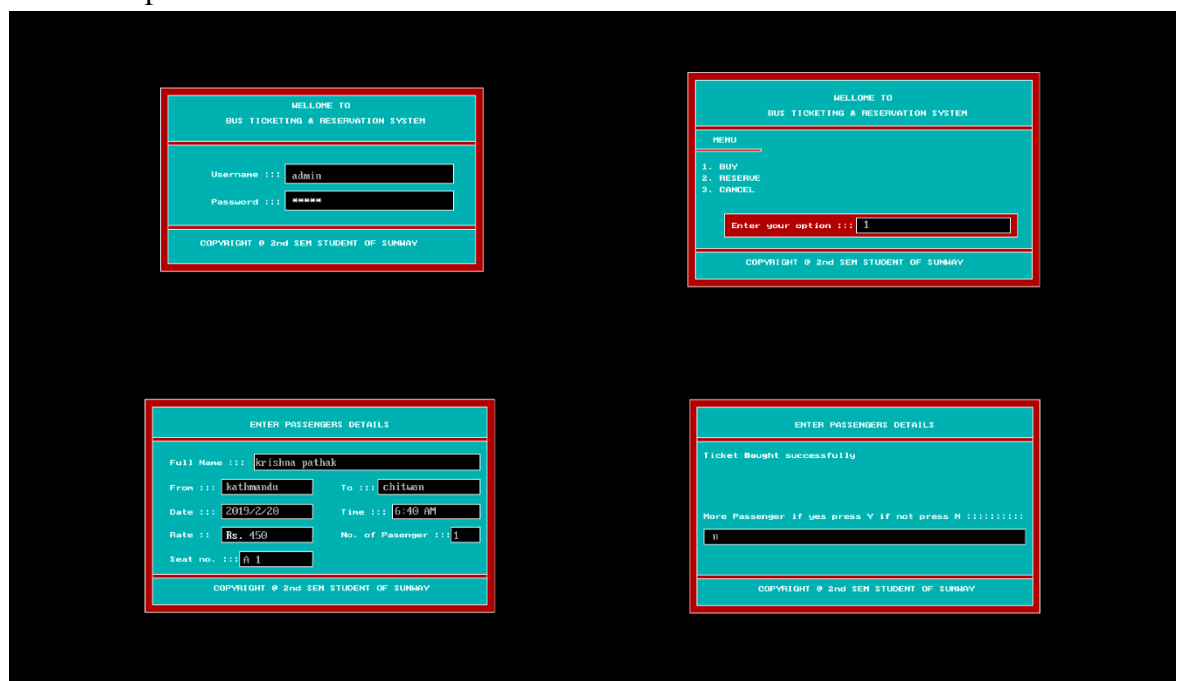 WELLOME TO
BUS TICKETING & RESERVATION SYSTEM
Username ::: admin
Password ::: *****
COPYRIGHT @ 2nd SEM STUDENT OF SUNWAY
WELLOME TO
BUS TICKETING & RESERVATION SYSTEM
MENU
1. BUY
2. RESERVE
3. CANCEL
Enter your option ::: 1
COPYRIGHT @ 2nd SEM STUDENT OF SUNWAY
ENTER PASSENGERS DETAILS
Full Name ::: krishna pathak
From ::: kathmandu To ::: chitwan
Date ::: 2019/2/20 Time ::: 6:40 AM
Rate :: Rs. 450 No. of Pasenger ::: 1
Seat no. ::: A 1
COPYRIGHT @ 2nd SEM STUDENT OF SUNWAY
ENTER PASSENGERS DETAILS
Ticket Bought successfully
More Passenger if yes press Y if not press N ::::::::::
n
COPYRIGHT @ 2nd SEM STUDENT OF SUNWAY